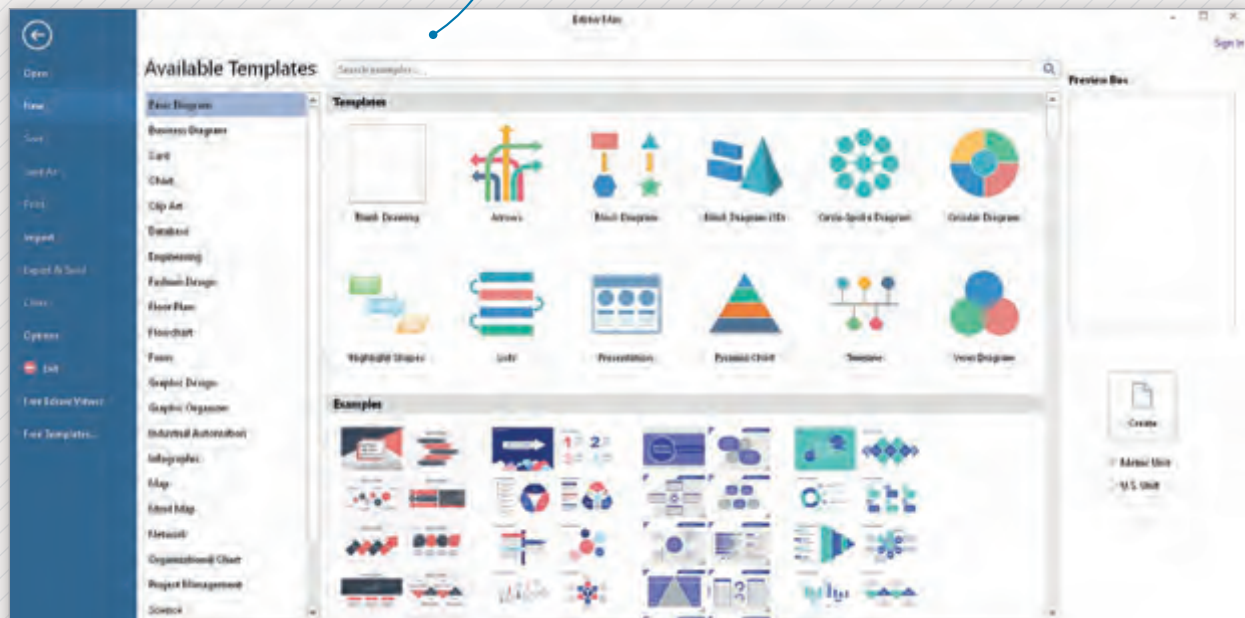 Edraw Max
Sign In
Open
New
Save
Save As
Print
Import
Export & Send
Close
Options
Exit
Free Templates...
Available Templates
Search examples...
Basic Diagram
Business Diagram
Card
Chart
Clip Art
Database
Engineering
Fashion Design
Floor Plan
Flowchart
Form
Graphic Design
Graphic Organizer
Industrial Automation
Infographic
Map
Mind Map
Network
Organizational Chart
Project Management
Science
Templates
Blank Drawing
Arrows
Block Diagram
Block Diagram (3D)
Circle-Spoke Diagram
Circular Diagram
Highlight Shapes
Lists
Presentation
Pyramid Chart
Timeline
Venn Diagram
Examples
1 2
Preview Box
Create
Metric Unit
U.S. Unit